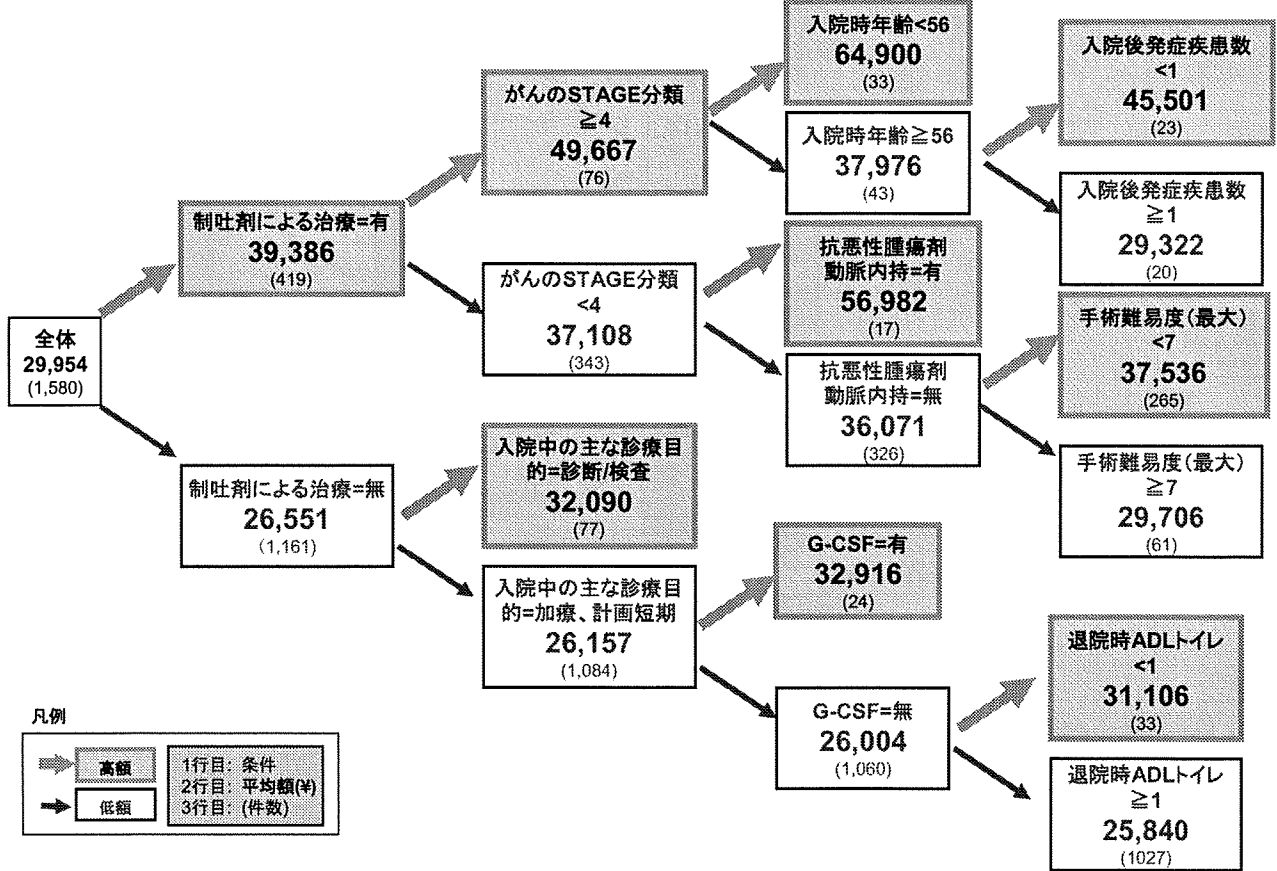 全体
29,954
(1,580)
制吐剤による治療=有
39,386
(419)
制吐剤による治療=無
26,551
(1,161)
がんのSTAGE分類
≧4
49,667
(76)
がんのSTAGE分類
<4
37,108
(343)
入院中の主な診療目
的=診断/検査
32,090
(77)
入院中の主な診療目
的=加療、計画短期
26,157
(1,084)
入院時年齢<56
64,900
(33)
入院時年齢≧56
37,976
(43)
抗悪性腫瘍剤
動脈内持=有
56,982
(17)
抗悪性腫瘍剤
動脈内持=無
36,071
(326)
G-CSF=有
32,916
(24)
G-CSF=無
26,004
(1,060)
入院後発症疾患数
<1
45,501
(23)
入院後発症疾患数
≧1
29,322
(20)
手術難易度(最大)
<7
37,536
(265)
手術難易度(最大)
≧7
29,706
(61)
退院時ADLトイレ
<1
31,106
(33)
退院時ADLトイレ
≧1
25,840
(1027)
凡例
高額
低額
1行目: 条件
2行目: 平均額(¥)
3行目: (件数)